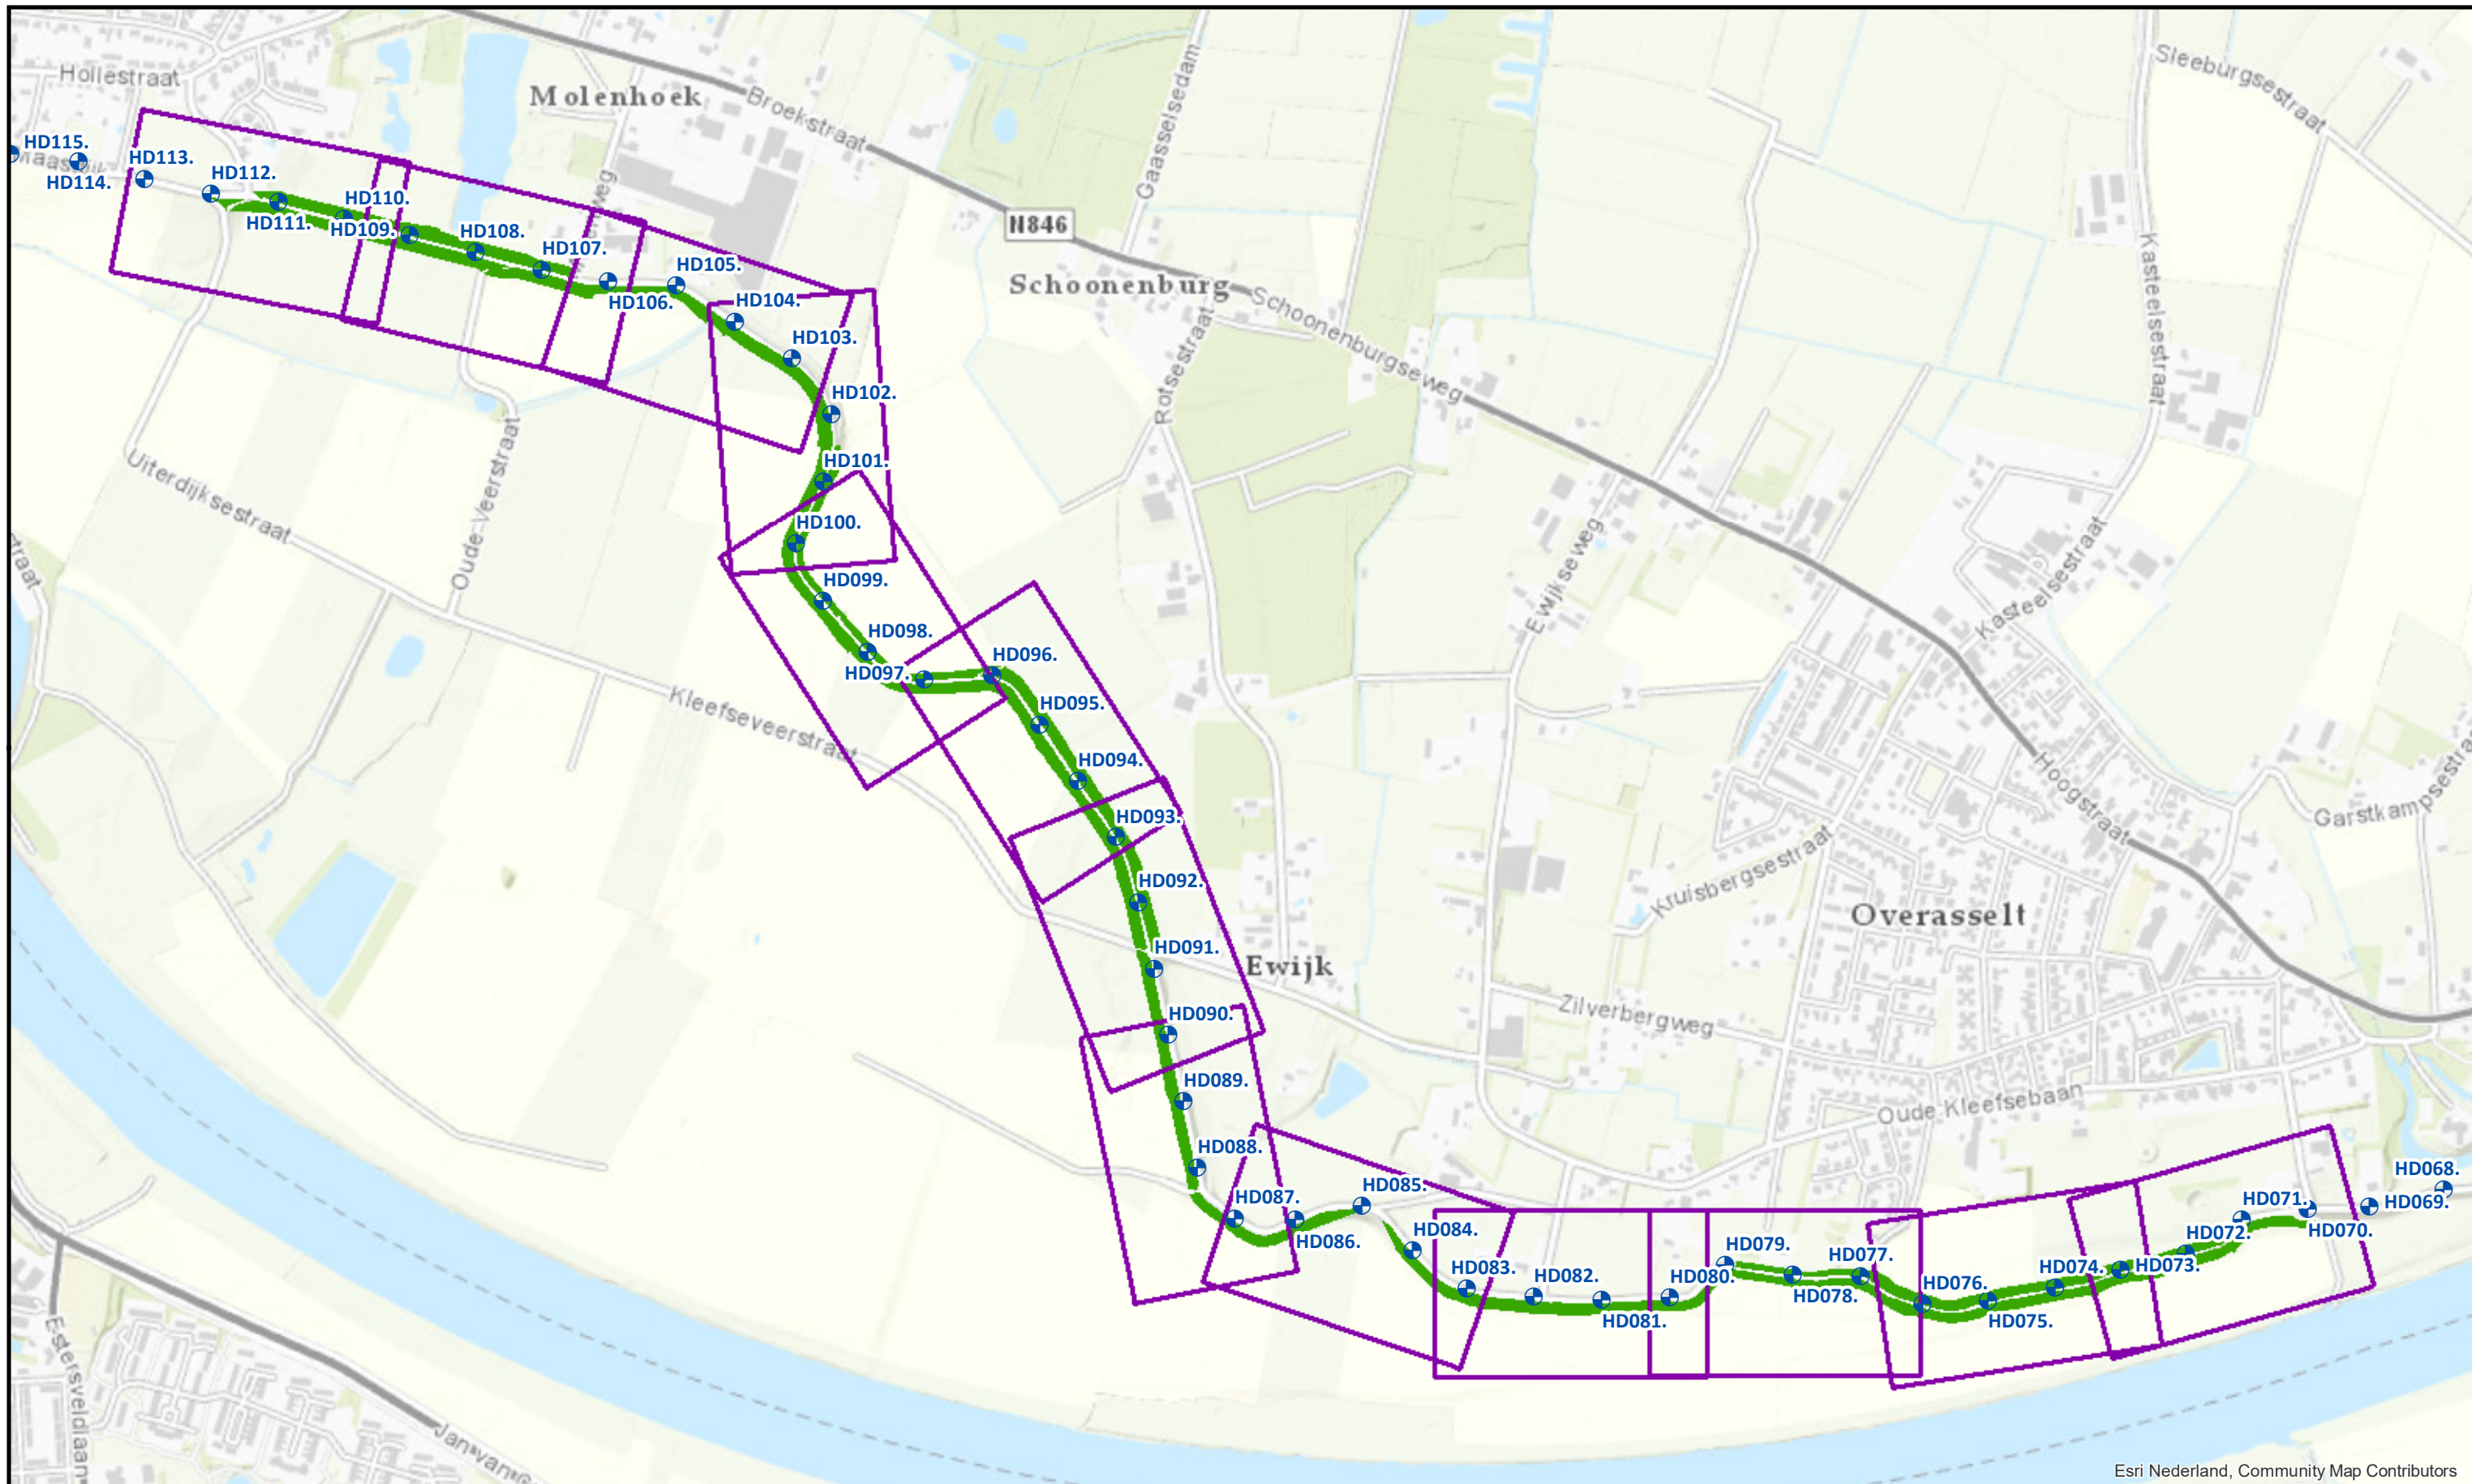 Sleeburgsestraat
Hollestraat
Molenhoek
Broekstraat
Gaasselsedam
HD115.
HD114.
HD113.
HD112.
HD111.
HD110.
HD109.
HD108.
HD107.
HD106.
HD105.
HD104.
HD103.
HD102.
HD101.
HD100.
N846
Schoonenburg
Schoonenburgseweg
Rotsestraat
Kasteelsestraat
Uiterdijksestraat
Oude-Veerstraat
Ewijkseweg
Kasteelsestraat
HD099.
HD098.
HD097.
HD096.
HD095.
HD094.
HD093.
HD092.
HD091.
HD090.
HD089.
HD088.
Kleefseveerstraat
Hoogstraat
Kruisbergsestraat
Overasselt
Ewijk
Zilverbergweg
Oude Kleefsebaan
HD087.
HD086.
HD085.
HD084.
HD083.
HD082.
HD081.
HD080.
HD079.
HD078.
HD077.
HD076.
HD075.
HD074.
HD073.
HD072.
HD071.
HD070.
HD069.
HD068.
Estersveldlaan
Esri Nederland, Community Map Contributors